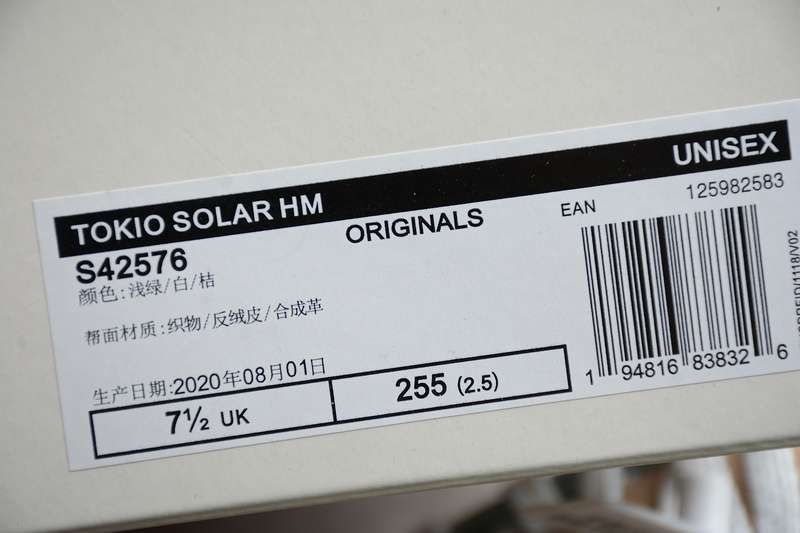 TOKIO SOLAR HM UNISEX
S42576 ORIGINALS EAN 125982583
颜色:浅绿/白/桔
帮面材质:织物/反绒皮/合成革
生产日期:2020年08月01日
7½ UK 255 (2.5)
1 94816 83832 6